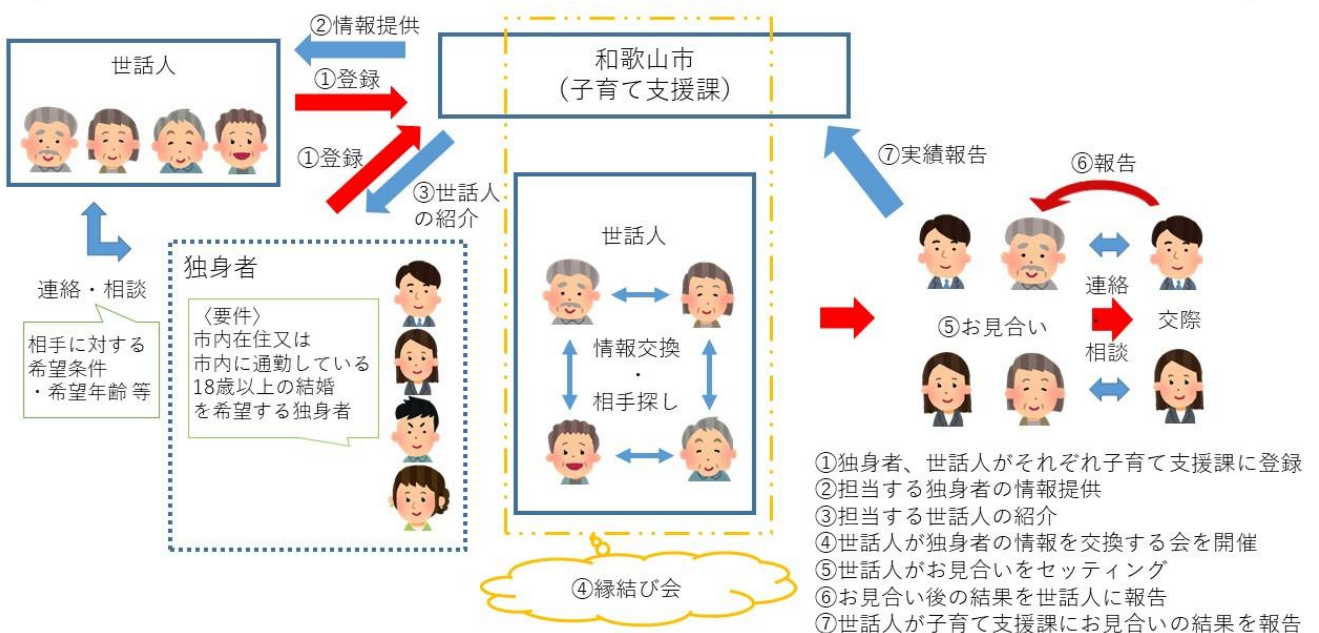 ②情報提供
世話人
①登録
和歌山市
（子育て支援課）
①登録
③世話人
の紹介
連絡・相談
相手に対する
希望条件
・希望年齢 等
独身者
〈要件〉
市内在住又は
市内に通勤している
18歳以上の結婚
を希望する独身者
世話人
情報交換
・
相手探し
④縁結び会
⑦実績報告
⑥報告
⑤お見合い
連絡
・
相談
交際
①独身者、世話人がそれぞれ子育て支援課に登録
②担当する独身者の情報提供
③担当する世話人の紹介
④世話人が独身者の情報を交換する会を開催
⑤世話人がお見合いをセッティング
⑥お見合い後の結果を世話人に報告
⑦世話人が子育て支援課にお見合いの結果を報告